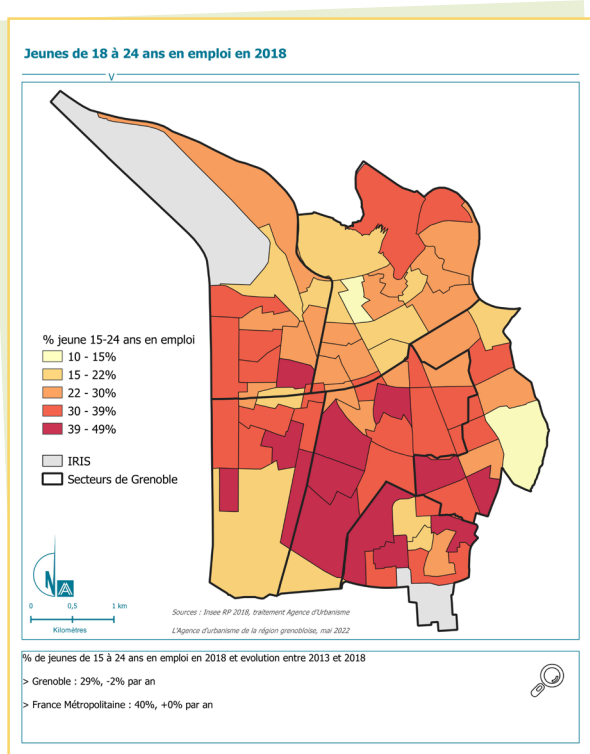 Jeunes de 18 à 24 ans en emploi en 2018
% jeune 15-24 ans en emploi
10 - 15%
15 - 22%
22 - 30%
30 - 39%
39 - 49%
IRIS
Secteurs de Grenoble
N
0 0,5 1 km
Kilomètres
Sources : Insee RP 2018, traitement Agence d'Urbanisme
L'Agence d'urbanisme de la région grenobloise, mai 2022
% de jeunes de 15 à 24 ans en emploi en 2018 et evolution entre 2013 et 2018
> Grenoble : 29%, -2% par an
> France Métropolitaine : 40%, +0% par an